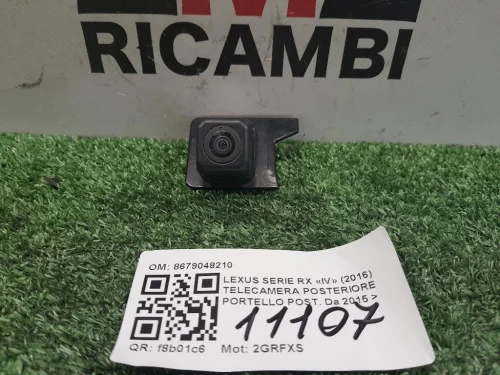 RICAMBI
OM: 8679048210
LEXUS SERIE RX «IV» (2016)
TELECAMERA POSTERIORE
PORTELLO POST. Da 2015 >
11107
QR: f8b01c6 Mot: 2GRFXS